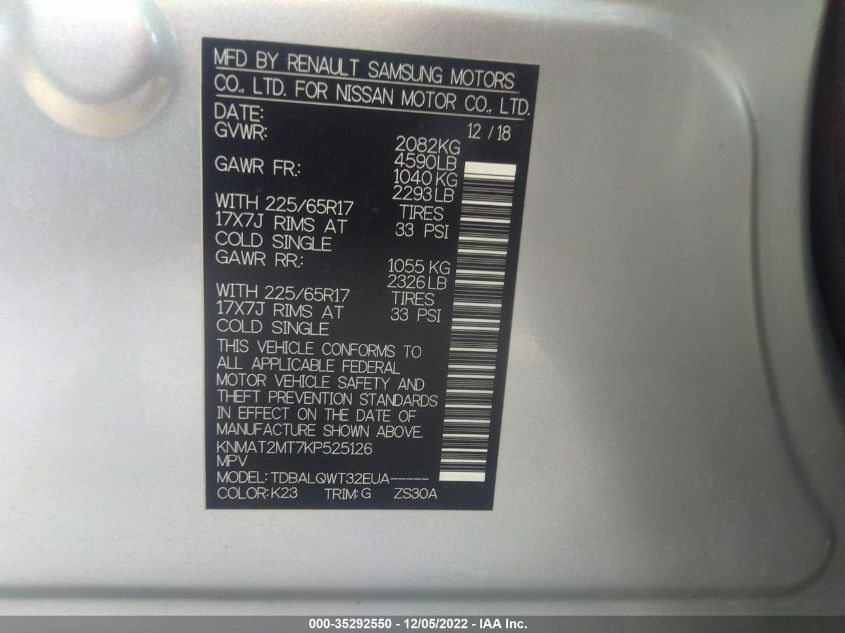 MFD BY RENAULT SAMSUNG MOTORS
CO., LTD. FOR NISSAN MOTOR CO., LTD.
DATE: 12 / 18
GVWR: 2082KG
4590LB
GAWR FR.: 1040 KG
2293LB
WITH 225/65R17 TIRES
17X7J RIMS AT 33 PSI
COLD SINGLE
GAWR RR.: 1055 KG
2326LB
WITH 225/65R17 TIRES
17X7J RIMS AT 33 PSI
COLD SINGLE
THIS VEHICLE CONFORMS TO
ALL APPLICABLE FEDERAL
MOTOR VEHICLE SAFETY AND
THEFT PREVENTION STANDARDS
IN EFFECT ON THE DATE OF
MANUFACTURE SHOWN ABOVE.
KNMAT2MT7KP525126
MPV
MODEL: TDBALQWT32EUA-----
COLOR: K23 TRIM: G ZS30A
000-35292550 - 12/05/2022 - IAA Inc.